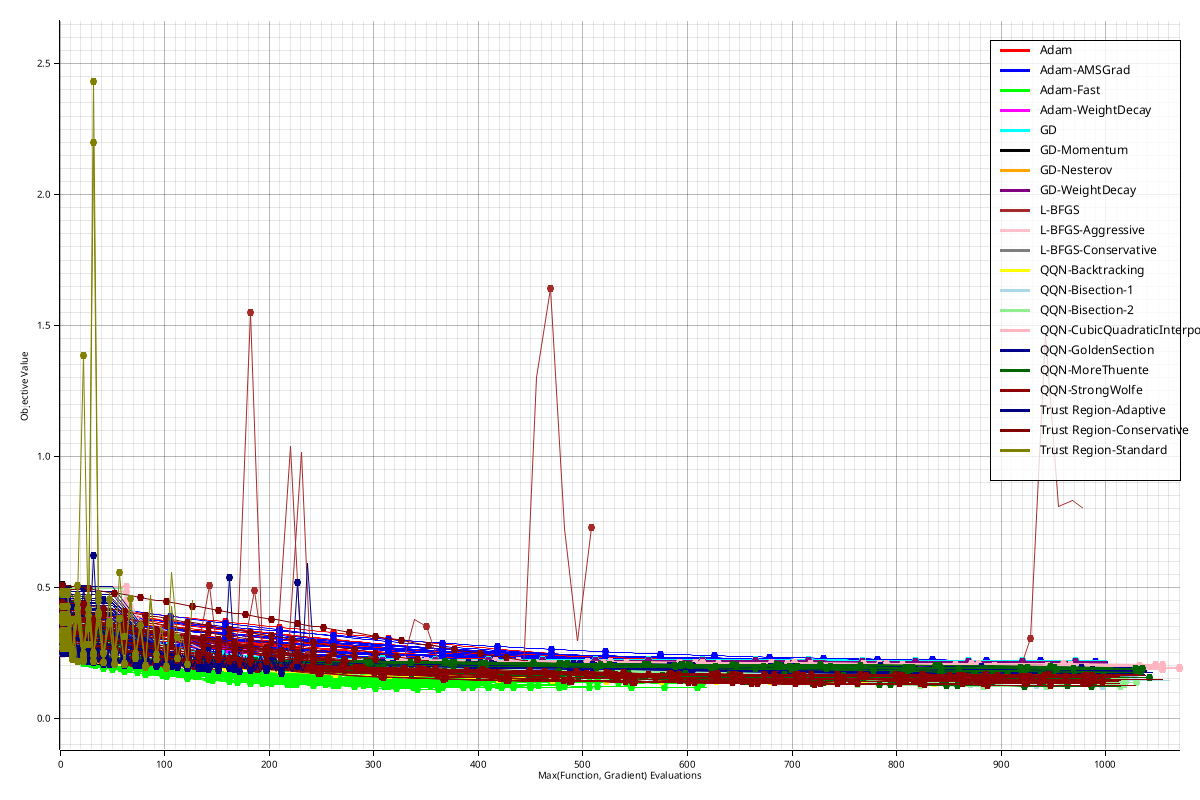 2.5
2.0
1.5
1.0
0.5
0.0
Objective Value
0 100 200 300 400 500 600 700 800 900 1000
Max(Function, Gradient) Evaluations
Adam
Adam-AMSGrad
Adam-Fast
Adam-WeightDecay
GD
GD-Momentum
GD-Nesterov
GD-WeightDecay
L-BFGS
L-BFGS-Aggressive
L-BFGS-Conservative
QQN-Backtracking
QQN-Bisection-1
QQN-Bisection-2
QQN-CubicQuadraticInterpo
QQN-GoldenSection
QQN-MoreThuente
QQN-StrongWolfe
Trust Region-Adaptive
Trust Region-Conservative
Trust Region-Standard